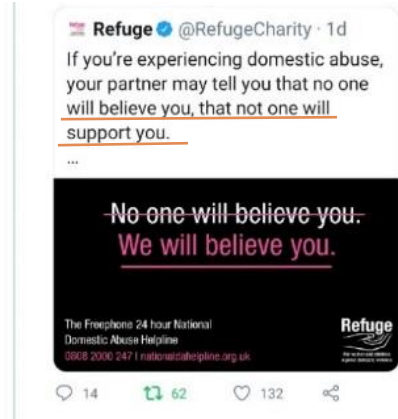 Refuge @RefugeCharity · 1d
If you're experiencing domestic abuse,
your partner may tell you that no one
will believe you, that not one will
support you.
...
No one will believe you.
We will believe you.
The Freephone 24 hour National
Domestic Abuse Helpline
0808 2000 247 | nationaldahelpline.org.uk
Refuge
14 62 132